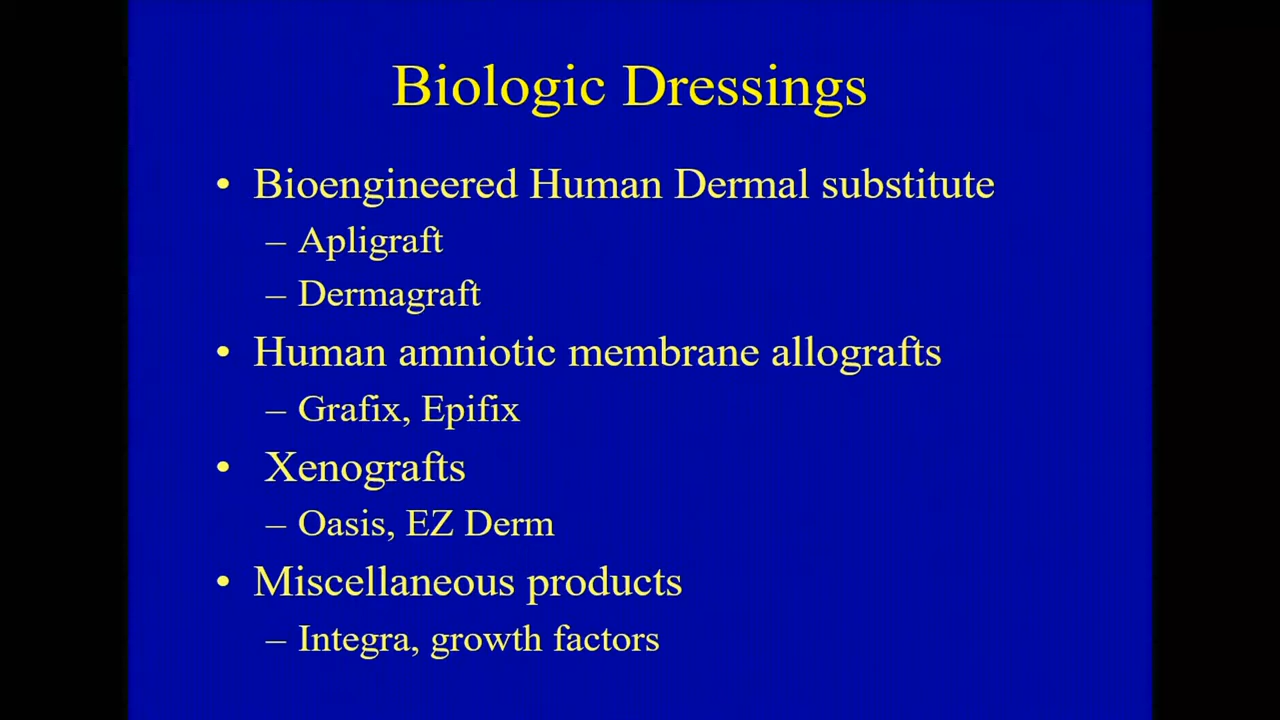 Biologic Dressings
• Bioengineered Human Dermal substitute
– Apligraft
– Dermagraft
• Human amniotic membrane allografts
– Grafix, Epifix
• Xenografts
– Oasis, EZ Derm
• Miscellaneous products
– Integra, growth factors